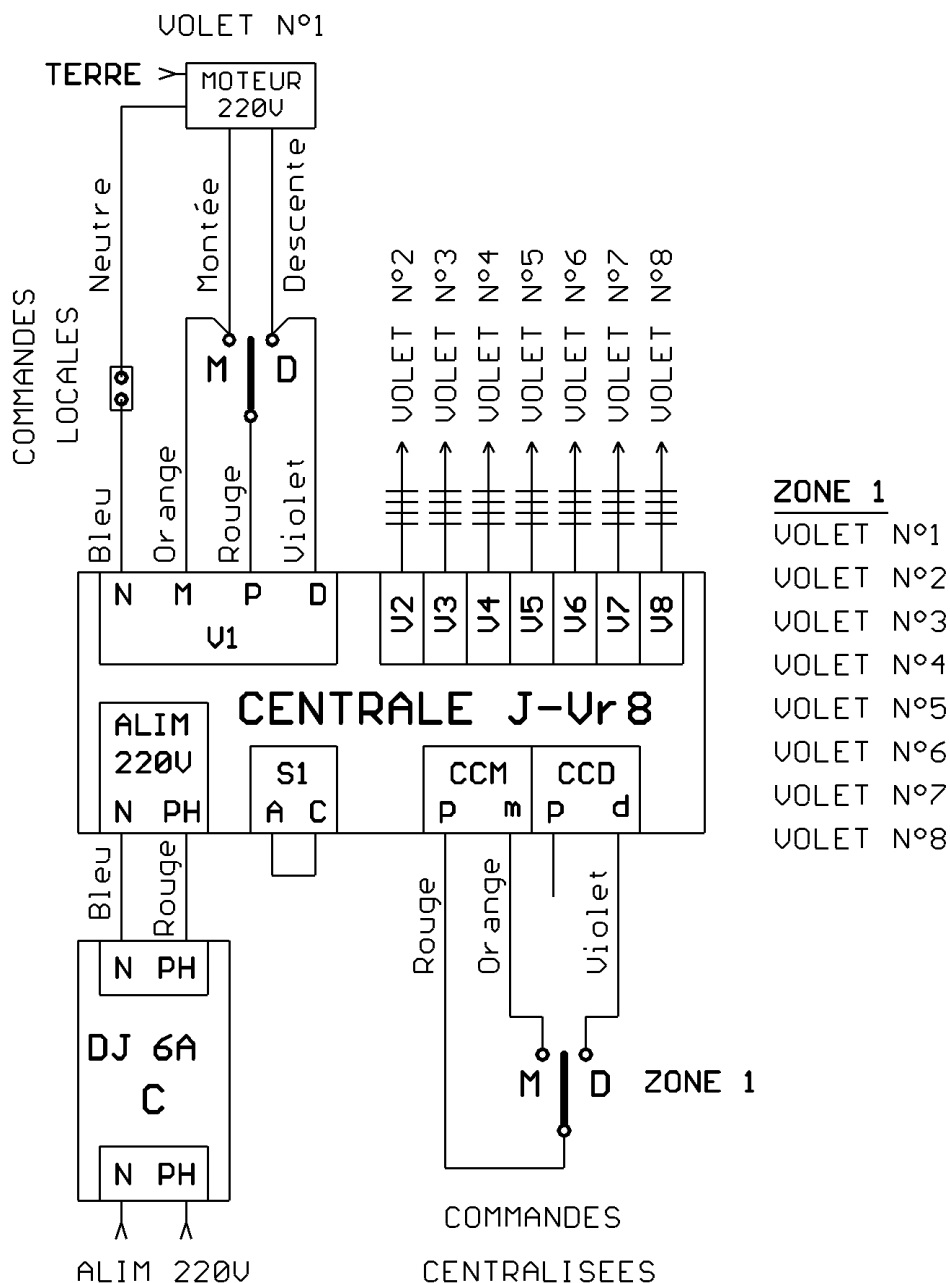 VOLET N°1
TERRE
MOTEUR
220V
Neutre
Montée
Descente
COMMANDES
LOCALES
M D
VOLET N°2
VOLET N°3
VOLET N°4
VOLET N°5
VOLET N°6
VOLET N°7
VOLET N°8
Bleu
Orange
Rouge
Violet
ZONE 1
VOLET N°1
VOLET N°2
VOLET N°3
VOLET N°4
VOLET N°5
VOLET N°6
VOLET N°7
VOLET N°8
N M P D
V1
V2
V3
V4
V5
V6
V7
V8
CENTRALE J-Vr8
ALIM
220V
N PH
S1
A C
CCM
p m
CCD
p d
Bleu
Rouge
Rouge
Orange
Violet
N PH
DJ 6A
C
N PH
ALIM 220V
M D
ZONE 1
COMMANDES
CENTRALISEES